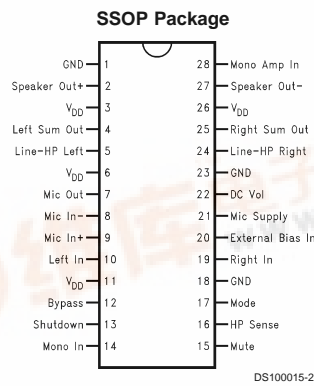 SSOP Package
GND 1 28 Mono Amp In
Speaker Out+ 2 27 Speaker Out-
VDD 3 26 VDD
Left Sum Out 4 25 Right Sum Out
Line-HP Left 5 24 Line-HP Right
VDD 6 23 GND
Mic Out 7 22 DC Vol
Mic In- 8 21 Mic Supply
Mic In+ 9 20 External Bias In
Left In 10 19 Right In
VDD 11 18 GND
Bypass 12 17 Mode
Shutdown 13 16 HP Sense
Mono In 14 15 Mute
DS100015-2